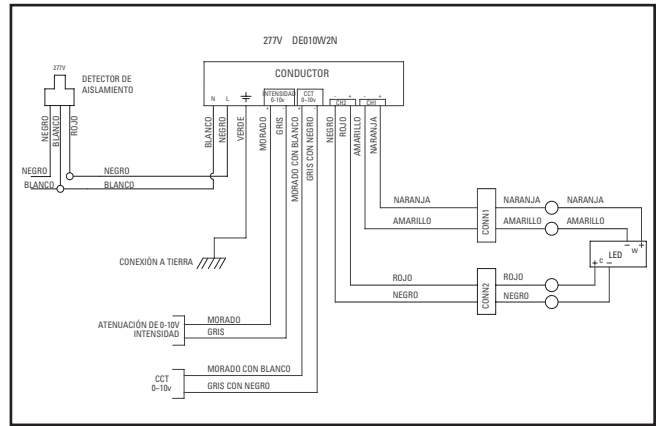 277V DE010W2N
277V
DETECTOR DE
AISLAMIENTO
CONDUCTOR
N L
INTENSIDAD
0-10v
CCT
0–10v
+ - + -
- + - +
CH2 CH1
NEGRO
BLANCO
ROJO
BLANCO
NEGRO
VERDE
MORADO
GRIS
MORADO CON BLANCO
GRIS CON NEGRO
NEGRO
ROJO
AMARILLO
NARANJA
NEGRO NEGRO
BLANCO BLANCO
NARANJA NARANJA NARANJA
AMARILLO AMARILLO AMARILLO
CONN1
CONEXIÓN A TIERRA
- W +
LED
+ C -
ROJO ROJO
NEGRO NEGRO
CONN2
ATENUACIÓN DE 0-10V
INTENSIDAD
MORADO
GRIS
CCT
0–10v
MORADO CON BLANCO
GRIS CON NEGRO